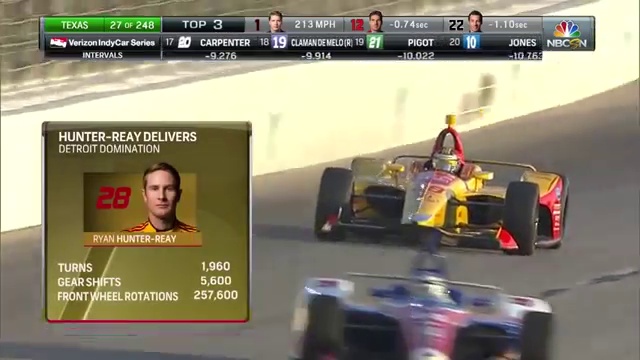 TEXAS 27 OF 248 TOP 3 1 213 MPH 12 -0.74sec 22 -1.10sec
NBCSN
Verizon IndyCar Series 17 20 CARPENTER 18 19 CLAMAN DE MELO (R) 19 21 PIGOT 20 10 JONES
INTERVALS -9.276 -9.914 -10.022 -10.763
HUNTER-REAY DELIVERS
DETROIT DOMINATION
28
RYAN HUNTER-REAY
TURNS 1,960
GEAR SHIFTS 5,600
FRONT WHEEL ROTATIONS 257,600